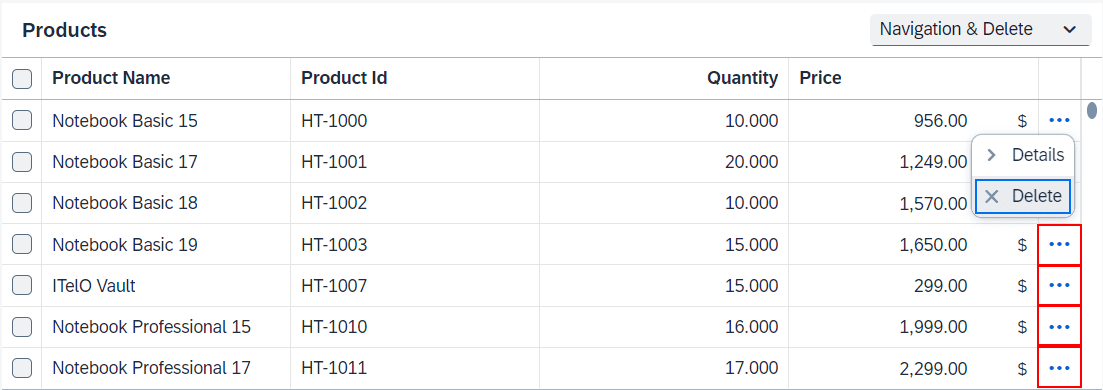 Products Navigation & Delete
Product Name Product Id Quantity Price
Notebook Basic 15 HT-1000 10.000 956.00 $ •••
Notebook Basic 17 HT-1001 20.000 1,249.00 Details
Notebook Basic 18 HT-1002 10.000 1,570.00 Delete
Notebook Basic 19 HT-1003 15.000 1,650.00 $ •••
ITelO Vault HT-1007 15.000 299.00 $ •••
Notebook Professional 15 HT-1010 16.000 1,999.00 $ •••
Notebook Professional 17 HT-1011 17.000 2,299.00 $ •••